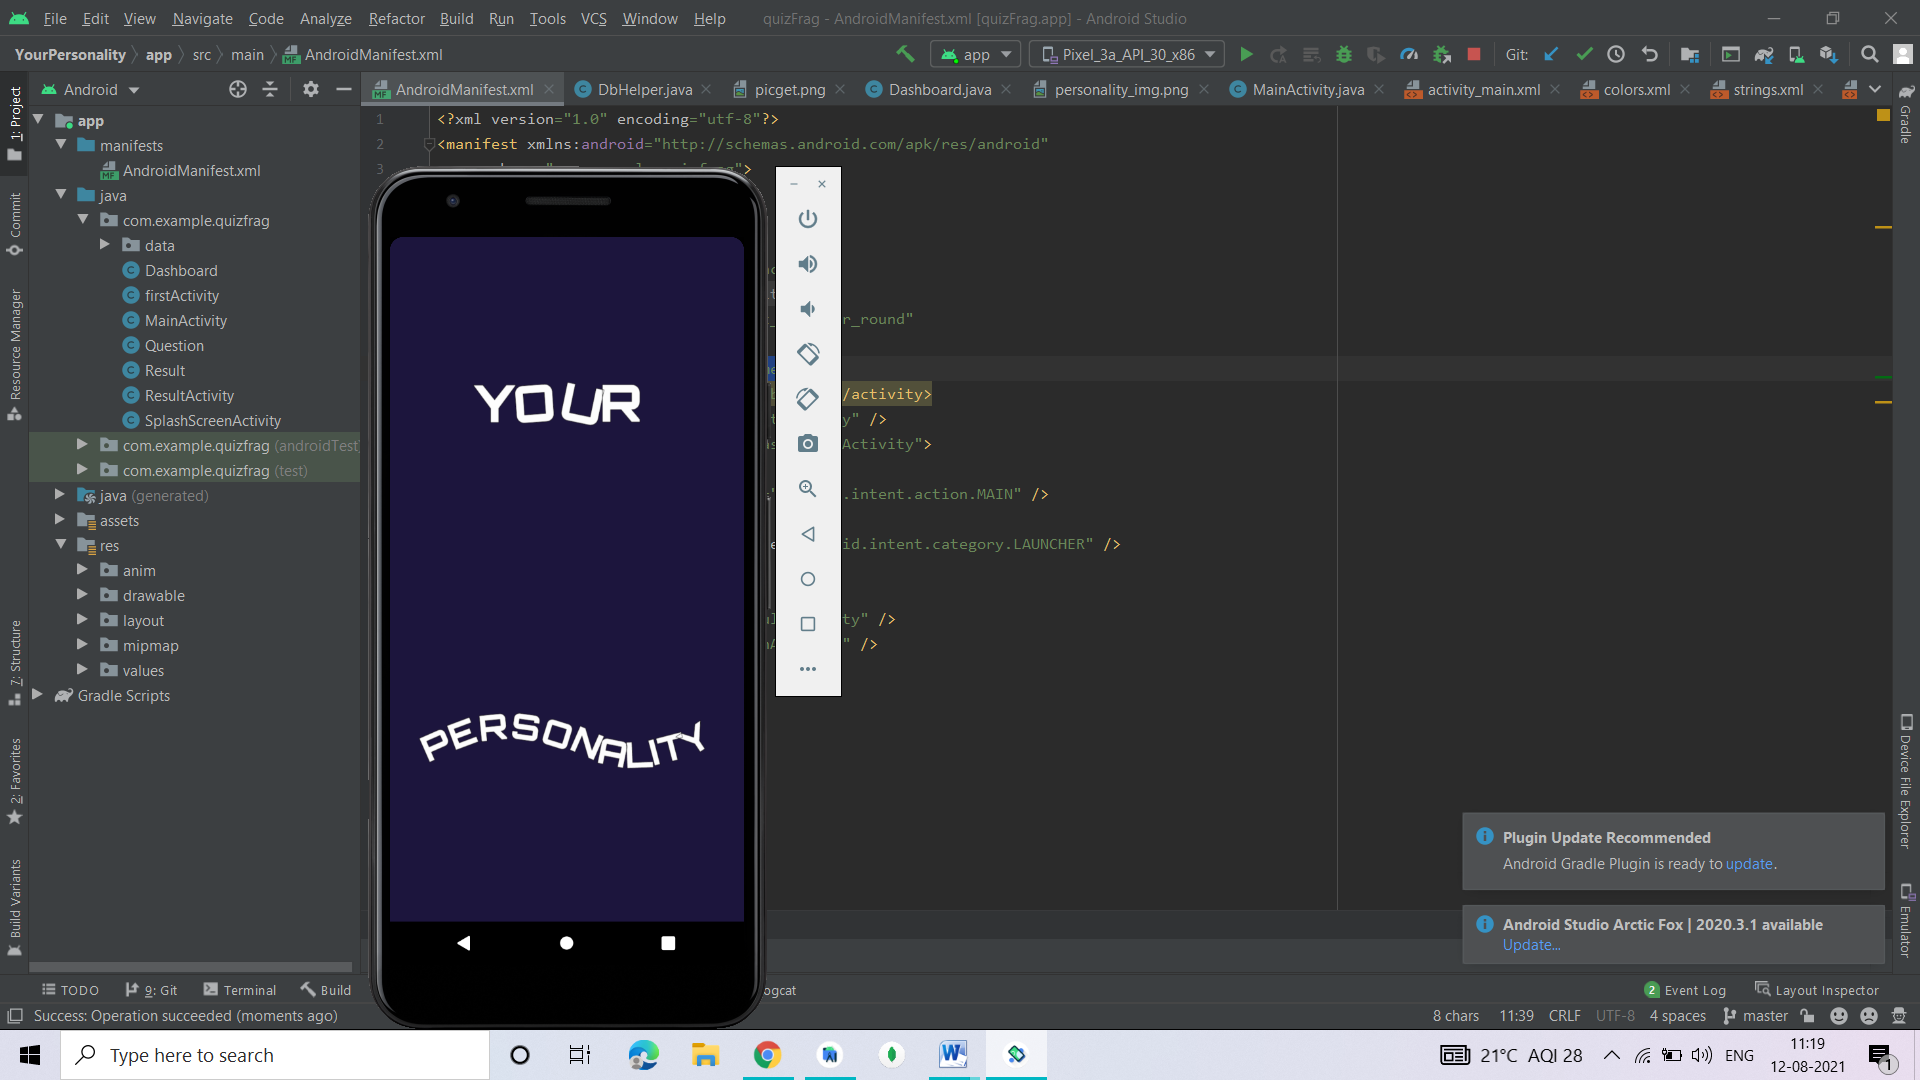 File Edit View Navigate Code Analyze Refactor Build Run Tools VCS Window Help quizFrag - AndroidManifest.xml [quizFrag.app] - Android Studio
YourPersonality app src main AndroidManifest.xml app Pixel_3a_API_30_x86 Git:
Android AndroidManifest.xml DbHelper.java picget.png Dashboard.java personality_img.png MainActivity.java activity_main.xml colors.xml strings.xml
1: Project
Commit
Resource Manager
7: Structure
2: Favorites
Build Variants
app
manifests
AndroidManifest.xml
java
com.example.quizfrag
data
Dashboard
firstActivity
MainActivity
Question
Result
ResultActivity
SplashScreenActivity
com.example.quizfrag (androidTest
com.example.quizfrag (test)
java (generated)
assets
res
anim
drawable
layout
mipmap
values
Gradle Scripts
1 <?xml version="1.0" encoding="utf-8"?>
2 <manifest xmlns:android="http://schemas.android.com/apk/res/android"
3 ">
r_round"
/activity>
y" />
Activity">
.intent.action.MAIN" />
id.intent.category.LAUNCHER" />
ty" />
" />
YOUR
PERSONALITY
Gradle
Device File Explorer
Emulator
Plugin Update Recommended
Android Gradle Plugin is ready to update.
Android Studio Arctic Fox | 2020.3.1 available
Update...
TODO 9: Git Terminal Build ogcat 2 Event Log Layout Inspector
Success: Operation succeeded (moments ago) 8 chars 11:39 CRLF UTF-8 4 spaces master
Type here to search 21°C AQI 28 ENG 11:19
12-08-2021 1